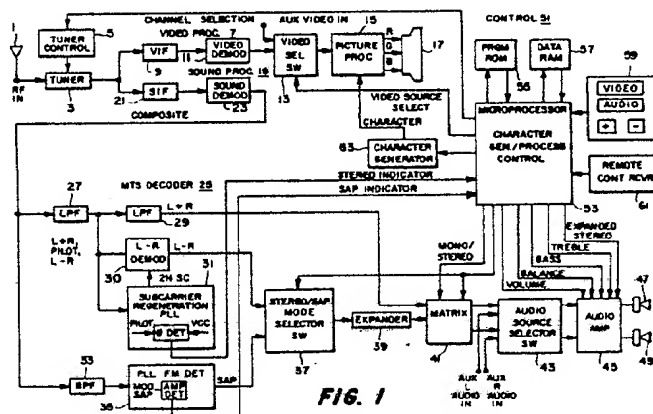 CHANNEL SELECTION
AUX VIDEO IN
15
CONTROL 51
1
5
VIDEO PROC. 7
R
G
B
TUNER CONTROL
VIF
VIDEO DEMOD
VIDEO SEL SW
PICTURE PROC
17
PRGM ROM
DATA RAM
57
59
9
11
SOUND PROC. 19
55
VIDEO
AUDIO
+
-
RF IN
TUNER
3
SIF
21
SOUND DEMOD
23
13
VIDEO SOURCE SELECT
MICROPROCESSOR
CHARACTER GEN./PROCESS CONTROL
COMPOSITE
CHARACTER
63
CHARACTER GENERATOR
REMOTE CONT RCVR
61
53
MTS DECODER 25
STEREO INDICATOR
SAP INDICATOR
27
LPF
LPF
L+R
29
L+R,
PILOT,
L-R
L-R DEMOD
30
L-R
31
2H SC
SUBCARRIER REGENERATION PLL
PILOT
φ DET
VCC
MONO/STEREO
EXPANDED STEREO
TREBLE
BASS
BALANCE
VOLUME
STEREO/SAP MODE SELECTOR SW
37
EXPANDER
39
MATRIX
41
AUDIO SOURCE SELECTOR SW
43
AUDIO AMP
45
47
49
33
BPF
PLL FM DET
MOD SAP
AMP DET
SAP
AUX L AUDIO IN
AUX R AUDIO IN
FIG. 1